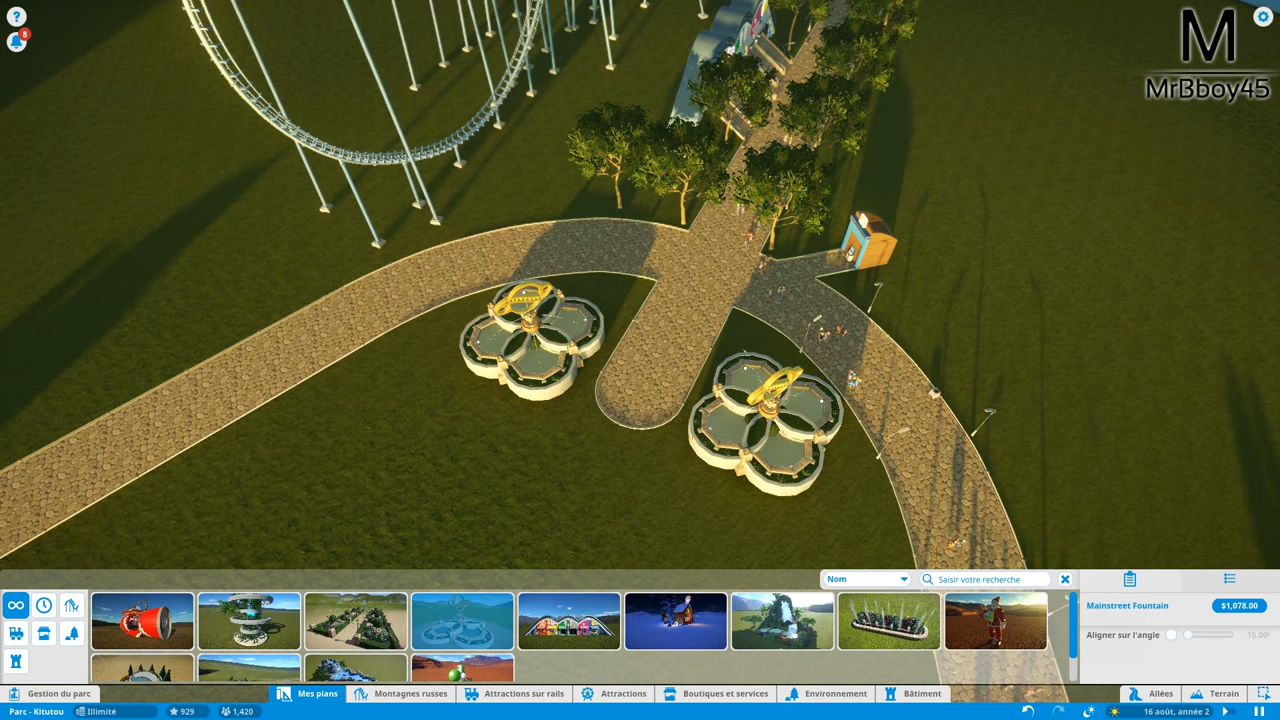 ?
8
M
MrBboy45
Nom
Saisir votre recherche
Mainstreet Fountain
$1,078.00
Aligner sur l'angle
15.00°
Gestion du parc
Mes plans
Montagnes russes
Attractions sur rails
Attractions
Boutiques et services
Environnement
Bâtiment
Allées
Terrain
Parc - Kitutou
Illimité
929
1,420
16 août, année 2